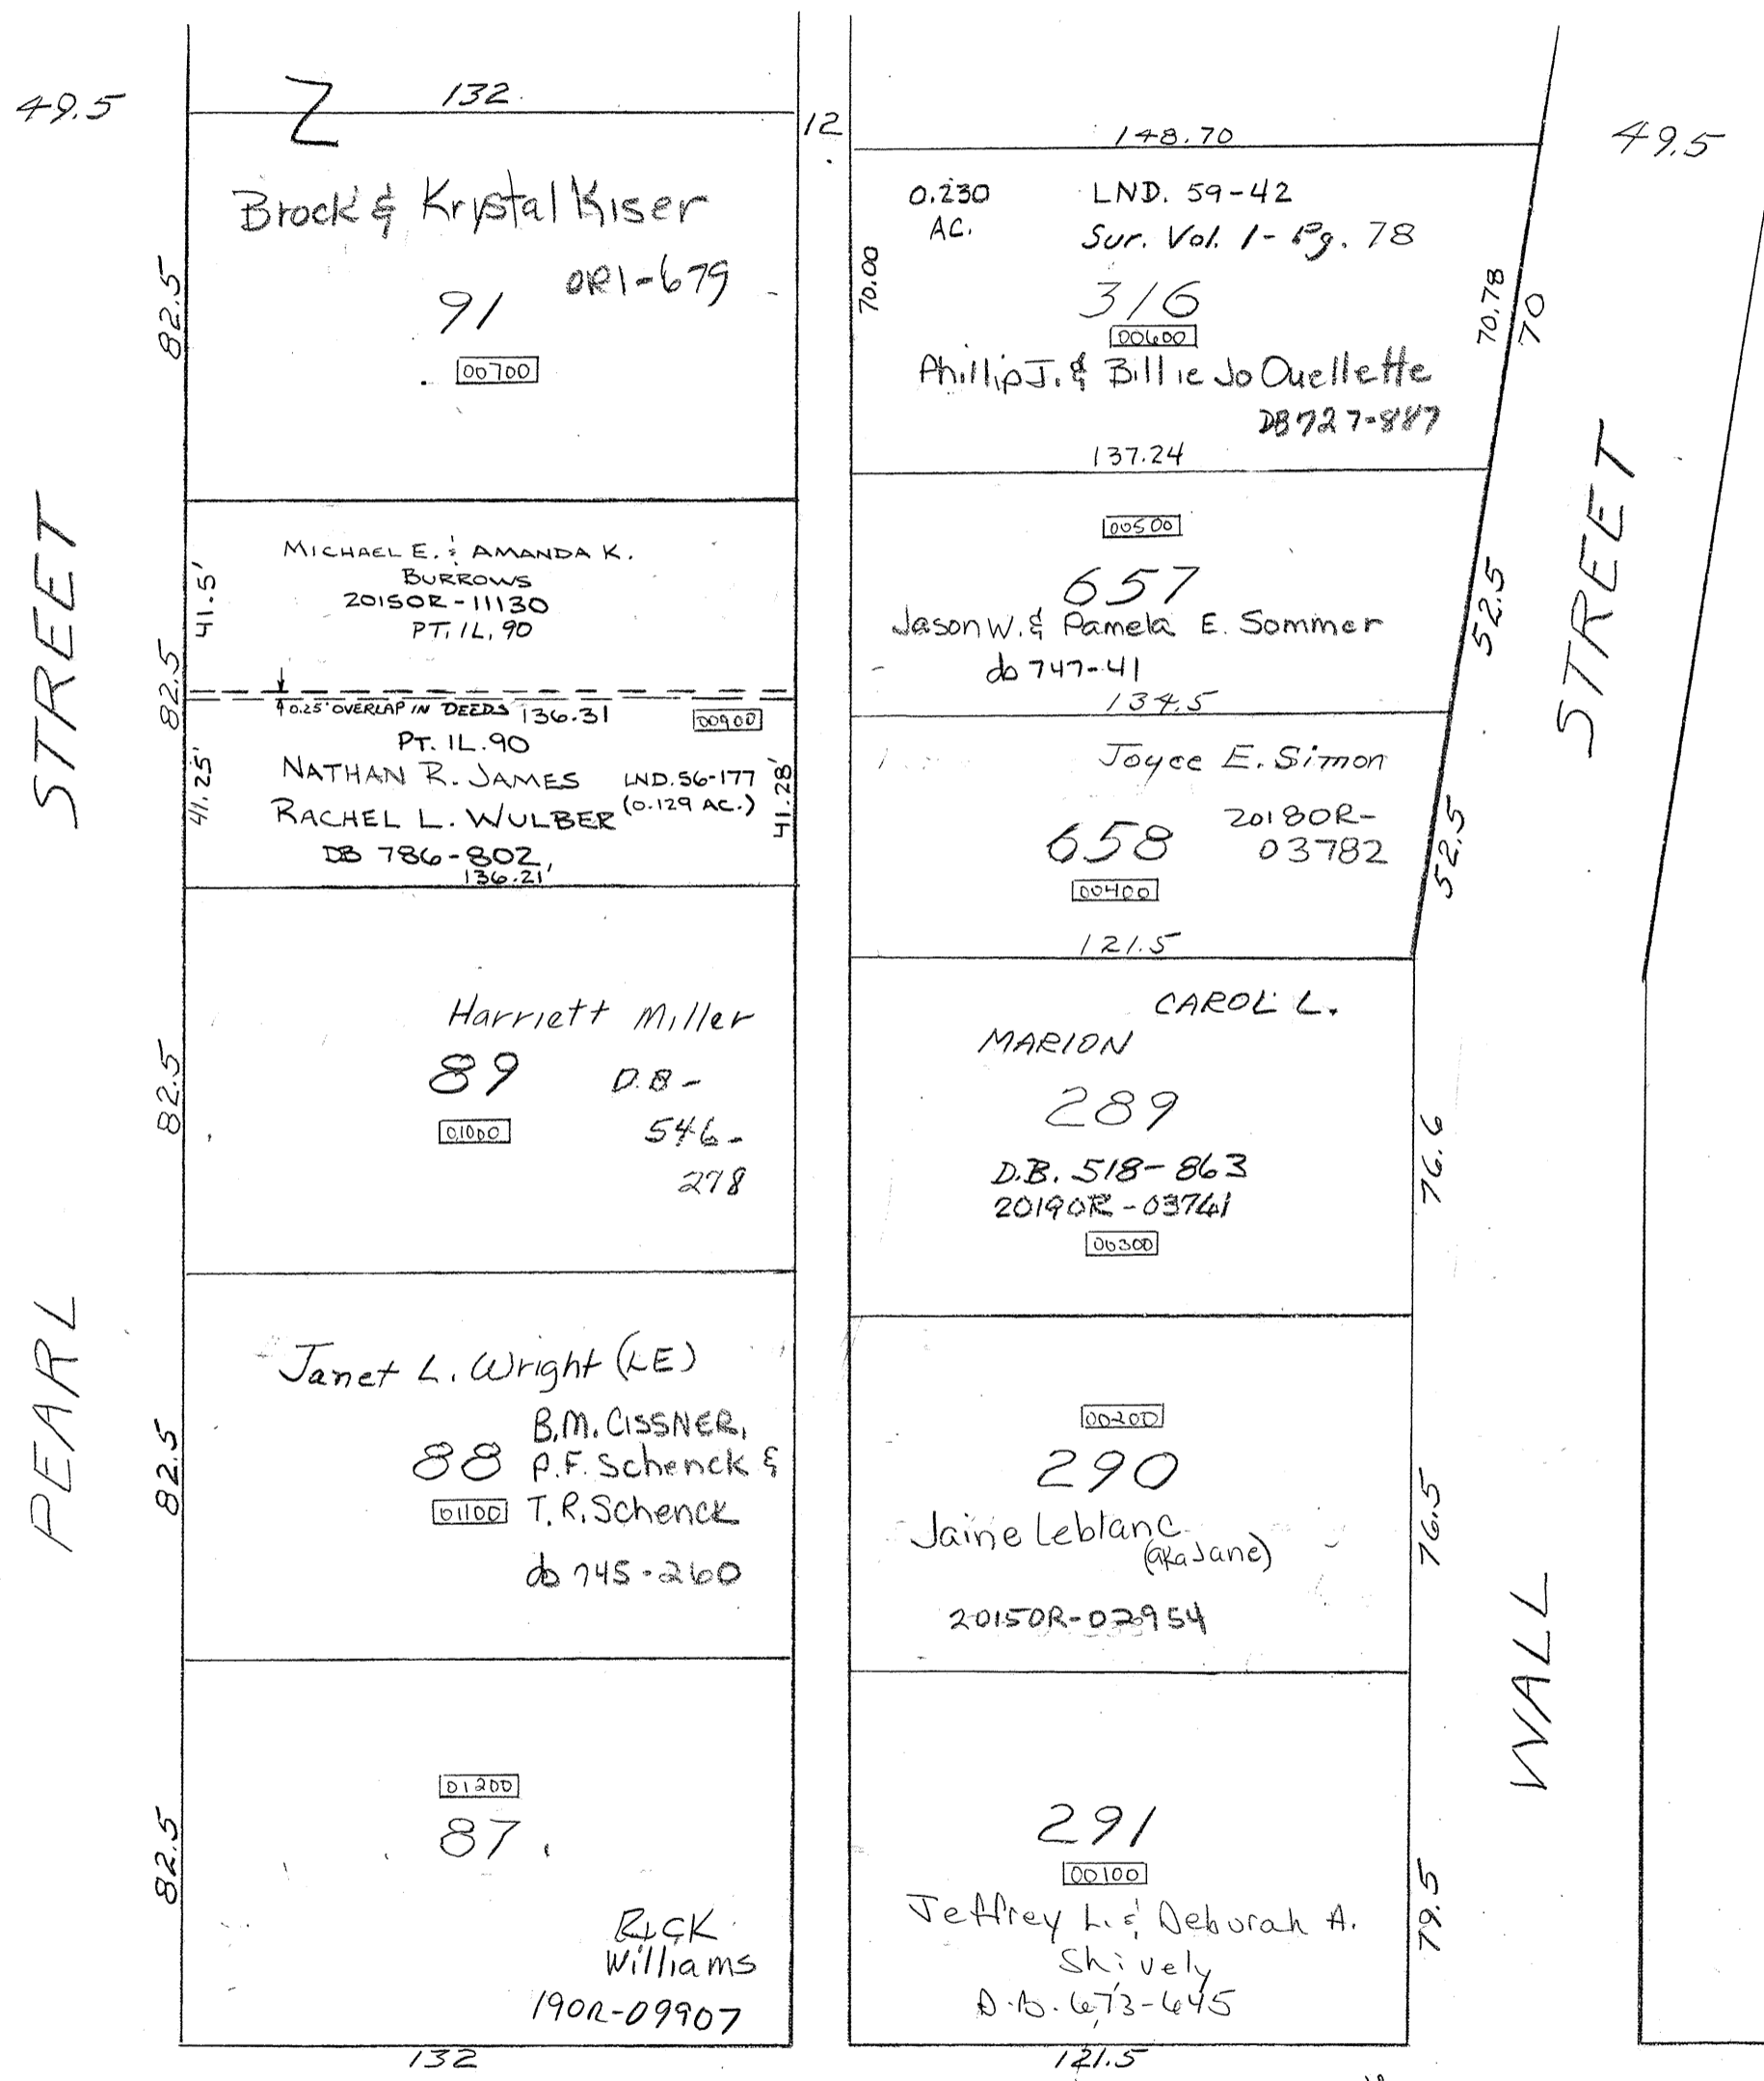 49.5
Z
132
12
148.70
49.5
Brock & Krystal Kiser
OR1-679
91
00700
82.5
0.230
AC.
LND. 59-42
Sur. Vol. 1-Pg. 78
316
00600
Phillip J. & Billie Jo Ouellette
DB 727-887
70.00
70.78
70
137.24
STREET
STREET
MICHAEL E. & AMANDA K.
BURROWS
2015OR-11130
PT. IL. 90
41.5'
82.5
0.25' OVERLAP IN DEEDS
136.31
00900
PT. IL. 90
NATHAN R. JAMES
LND. 56-177
(0.129 AC.)
RACHEL L. WULBER
DB 786-802,
136.21'
41.25'
41.28'
00500
657
Jason W. & Pamela E. Sommer
db 747-41
134.5
52.5
Joyce E. Simon
2018OR-
03782
658
00400
121.5
52.5
Harriett Miller
89
D.B-
546-
278
01000
82.5
CAROL L.
MARION
289
D.B. 518-863
2019OR-03741
00300
76.6
PEARL
Janet L. Wright (LE)
B.M. CISSNER,
P.F. Schenck &
T.R. Schenck
88
01100
db 745-260
82.5
00200
290
Jaine Leblanc
(aka Jane)
2015OR-02954
76.5
WALL
01200
87
Rick
Williams
19OR-09907
82.5
132
291
00100
Jeffrey L. & Deborah A.
Shively
D.B. 673-645
79.5
121.5